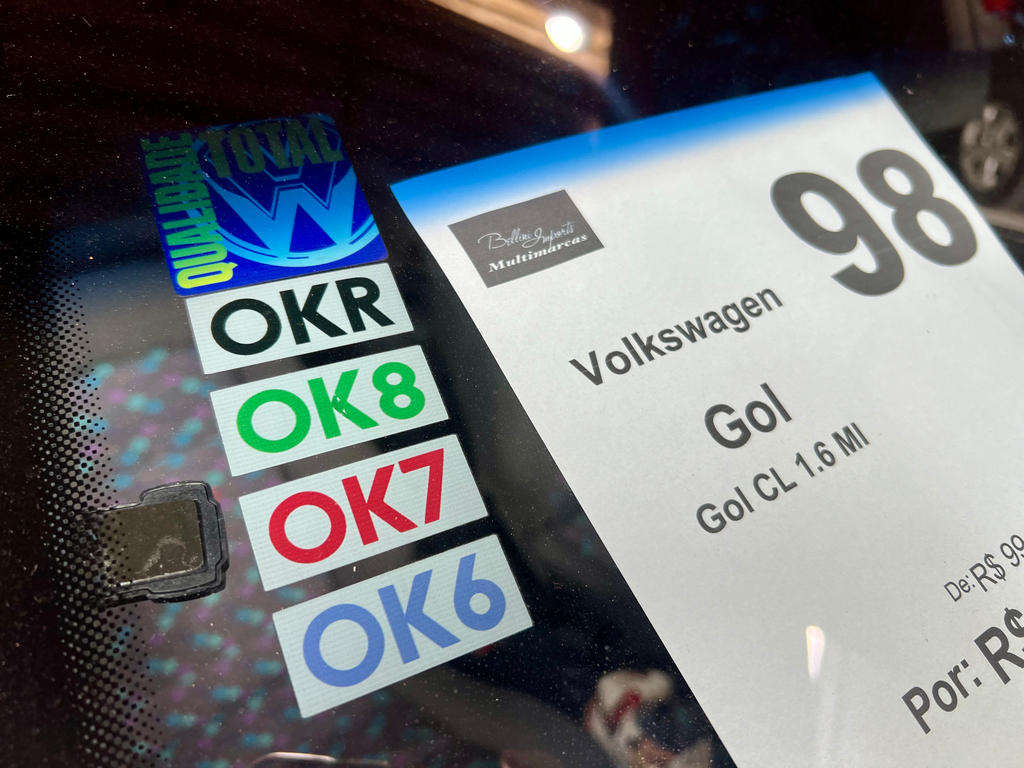 QUALIDADE
TOTAL
OKR
OK8
OK7
OK6
Bellini Imports
Multimarcas
98
Volkswagen
Gol
Gol CL 1.6 MI
De: R$ 99
Por: R$